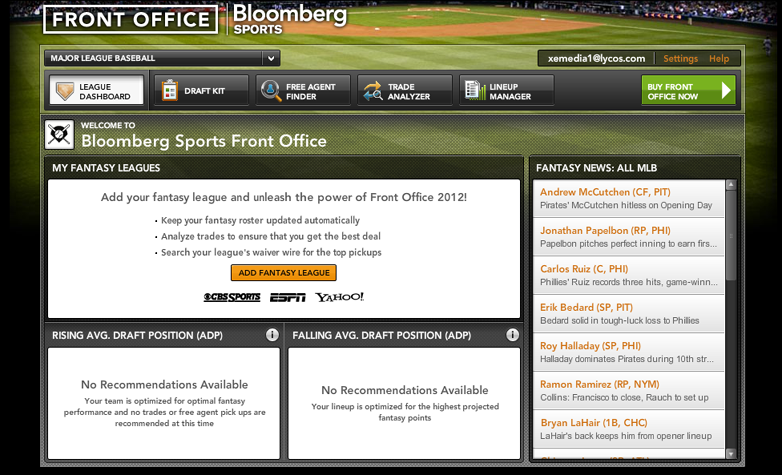 FRONT OFFICE
Bloomberg
SPORTS
MAJOR LEAGUE BASEBALL
xemedia1@lycos.com
Settings
Help
LEAGUE
DASHBOARD
DRAFT KIT
FREE AGENT
FINDER
TRADE
ANALYZER
LINEUP
MANAGER
BUY FRONT
OFFICE NOW
WELCOME TO
Bloomberg Sports Front Office
MY FANTASY LEAGUES
Add your fantasy league and unleash the power of Front Office 2012!
• Keep your fantasy roster updated automatically
• Analyze trades to ensure that you get the best deal
• Search your league's waiver wire for the top pickups
ADD FANTASY LEAGUE
CBSSPORTS
ESPN
YAHOO!
RISING AVG. DRAFT POSITION (ADP)
i
No Recommendations Available
Your team is optimized for optimal fantasy
performance and no trades or free agent pick ups are
recommended at this time
FALLING AVG. DRAFT POSITION (ADP)
i
No Recommendations Available
Your lineup is optimized for the highest projected
fantasy points
FANTASY NEWS: ALL MLB
Andrew McCutchen (CF, PIT)
Pirates' McCutchen hitless on Opening Day
Jonathan Papelbon (RP, PHI)
Papelbon pitches perfect inning to earn firs...
Carlos Ruiz (C, PHI)
Phillies' Ruiz records three hits, game-winn...
Erik Bedard (SP, PIT)
Bedard solid in tough-luck loss to Phillies
Roy Halladay (SP, PHI)
Halladay dominates Pirates during 10th str...
Ramon Ramirez (RP, NYM)
Collins: Francisco to close, Rauch to set up
Bryan LaHair (1B, CHC)
LaHair's back keeps him from opener lineup